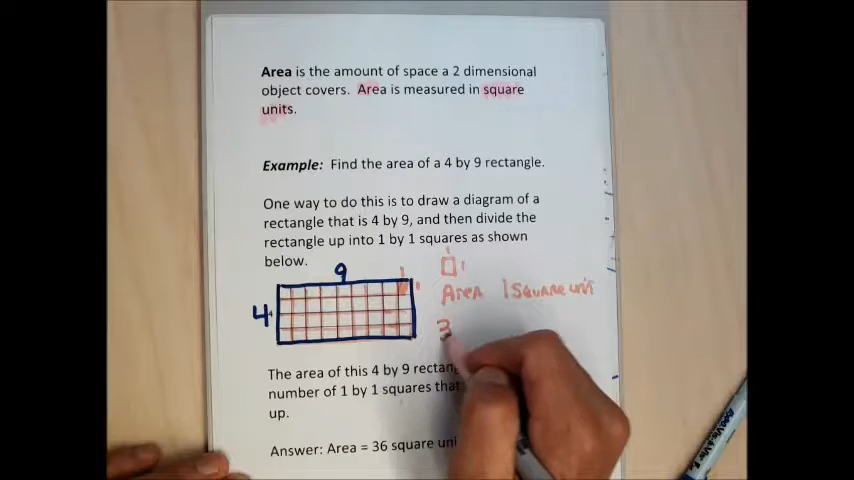 Area is the amount of space a 2 dimensional
object covers. Area is measured in square
units.
Example: Find the area of a 4 by 9 rectangle.
One way to do this is to draw a diagram of a
rectangle that is 4 by 9, and then divide the
rectangle up into 1 by 1 squares as shown
below.
9
1
1
1
1
4
Area 1 square unit
3
The area of this 4 by 9
number of 1 by 1 squares that
up.
Answer: Area = 36 square